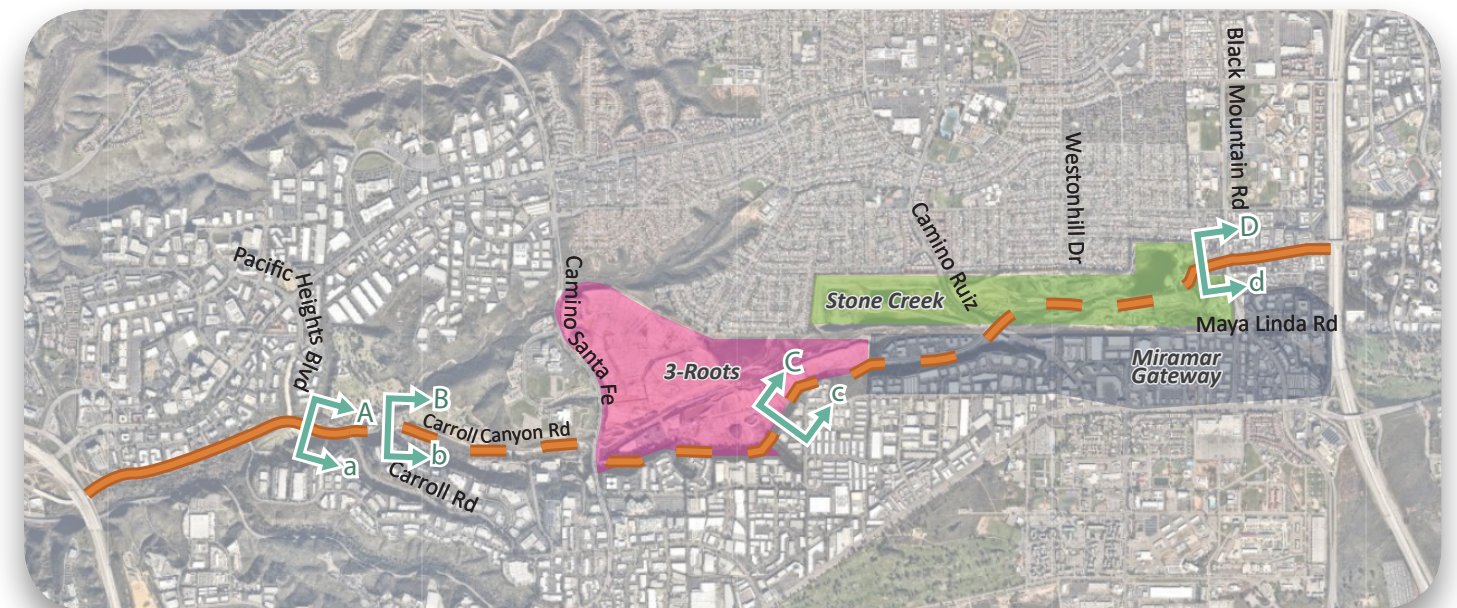 Black Mountain Rd
Westonhill Dr
Camino Ruiz
D
d
Pacific
Heights Blvd
Camino Santa Fe
Stone Creek
Maya Linda Rd
Miramar
Gateway
3-Roots
C
c
A
a
B
b
Carroll Canyon Rd
Carroll Rd